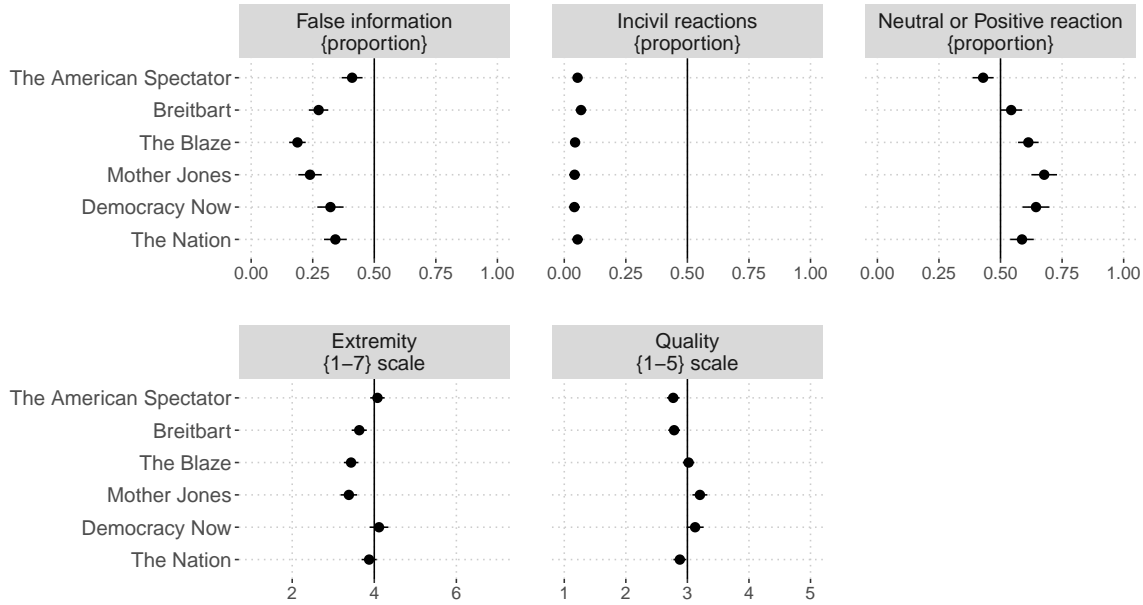 False information
{proportion}
Incivil reactions
{proportion}
Neutral or Positive reaction
{proportion}
The American Spectator
Breitbart
The Blaze
Mother Jones
Democracy Now
The Nation
0.00 0.25 0.50 0.75 1.00
0.00 0.25 0.50 0.75 1.00
0.00 0.25 0.50 0.75 1.00
Extremity
{1–7} scale
Quality
{1–5} scale
The American Spectator
Breitbart
The Blaze
Mother Jones
Democracy Now
The Nation
2 4 6
1 2 3 4 5